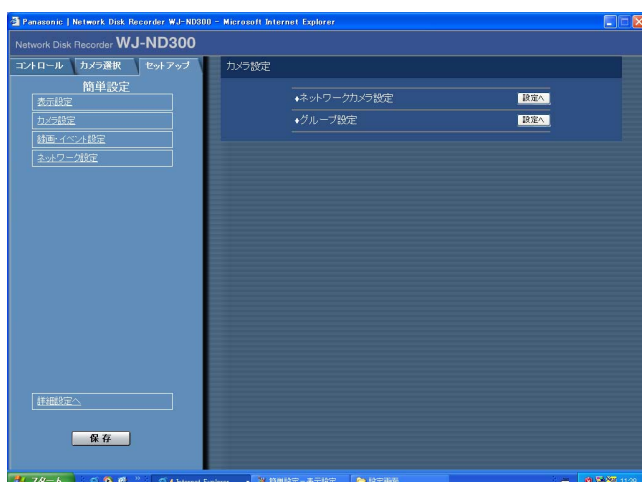 Panasonic | Network Disk Recorder WJ-ND300 - Microsoft Internet Explorer
Network Disk Recorder WJ-ND300
コントロール カメラ選択 セットアップ
簡単設定
表示設定
カメラ設定
録画・イベント設定
ネットワーク設定
詳細設定へ
保存
カメラ設定
♦ネットワークカメラ設定 設定へ
♦グループ設定 設定へ
スタート
簡単設定 - 表示設定
設定画面
11:29